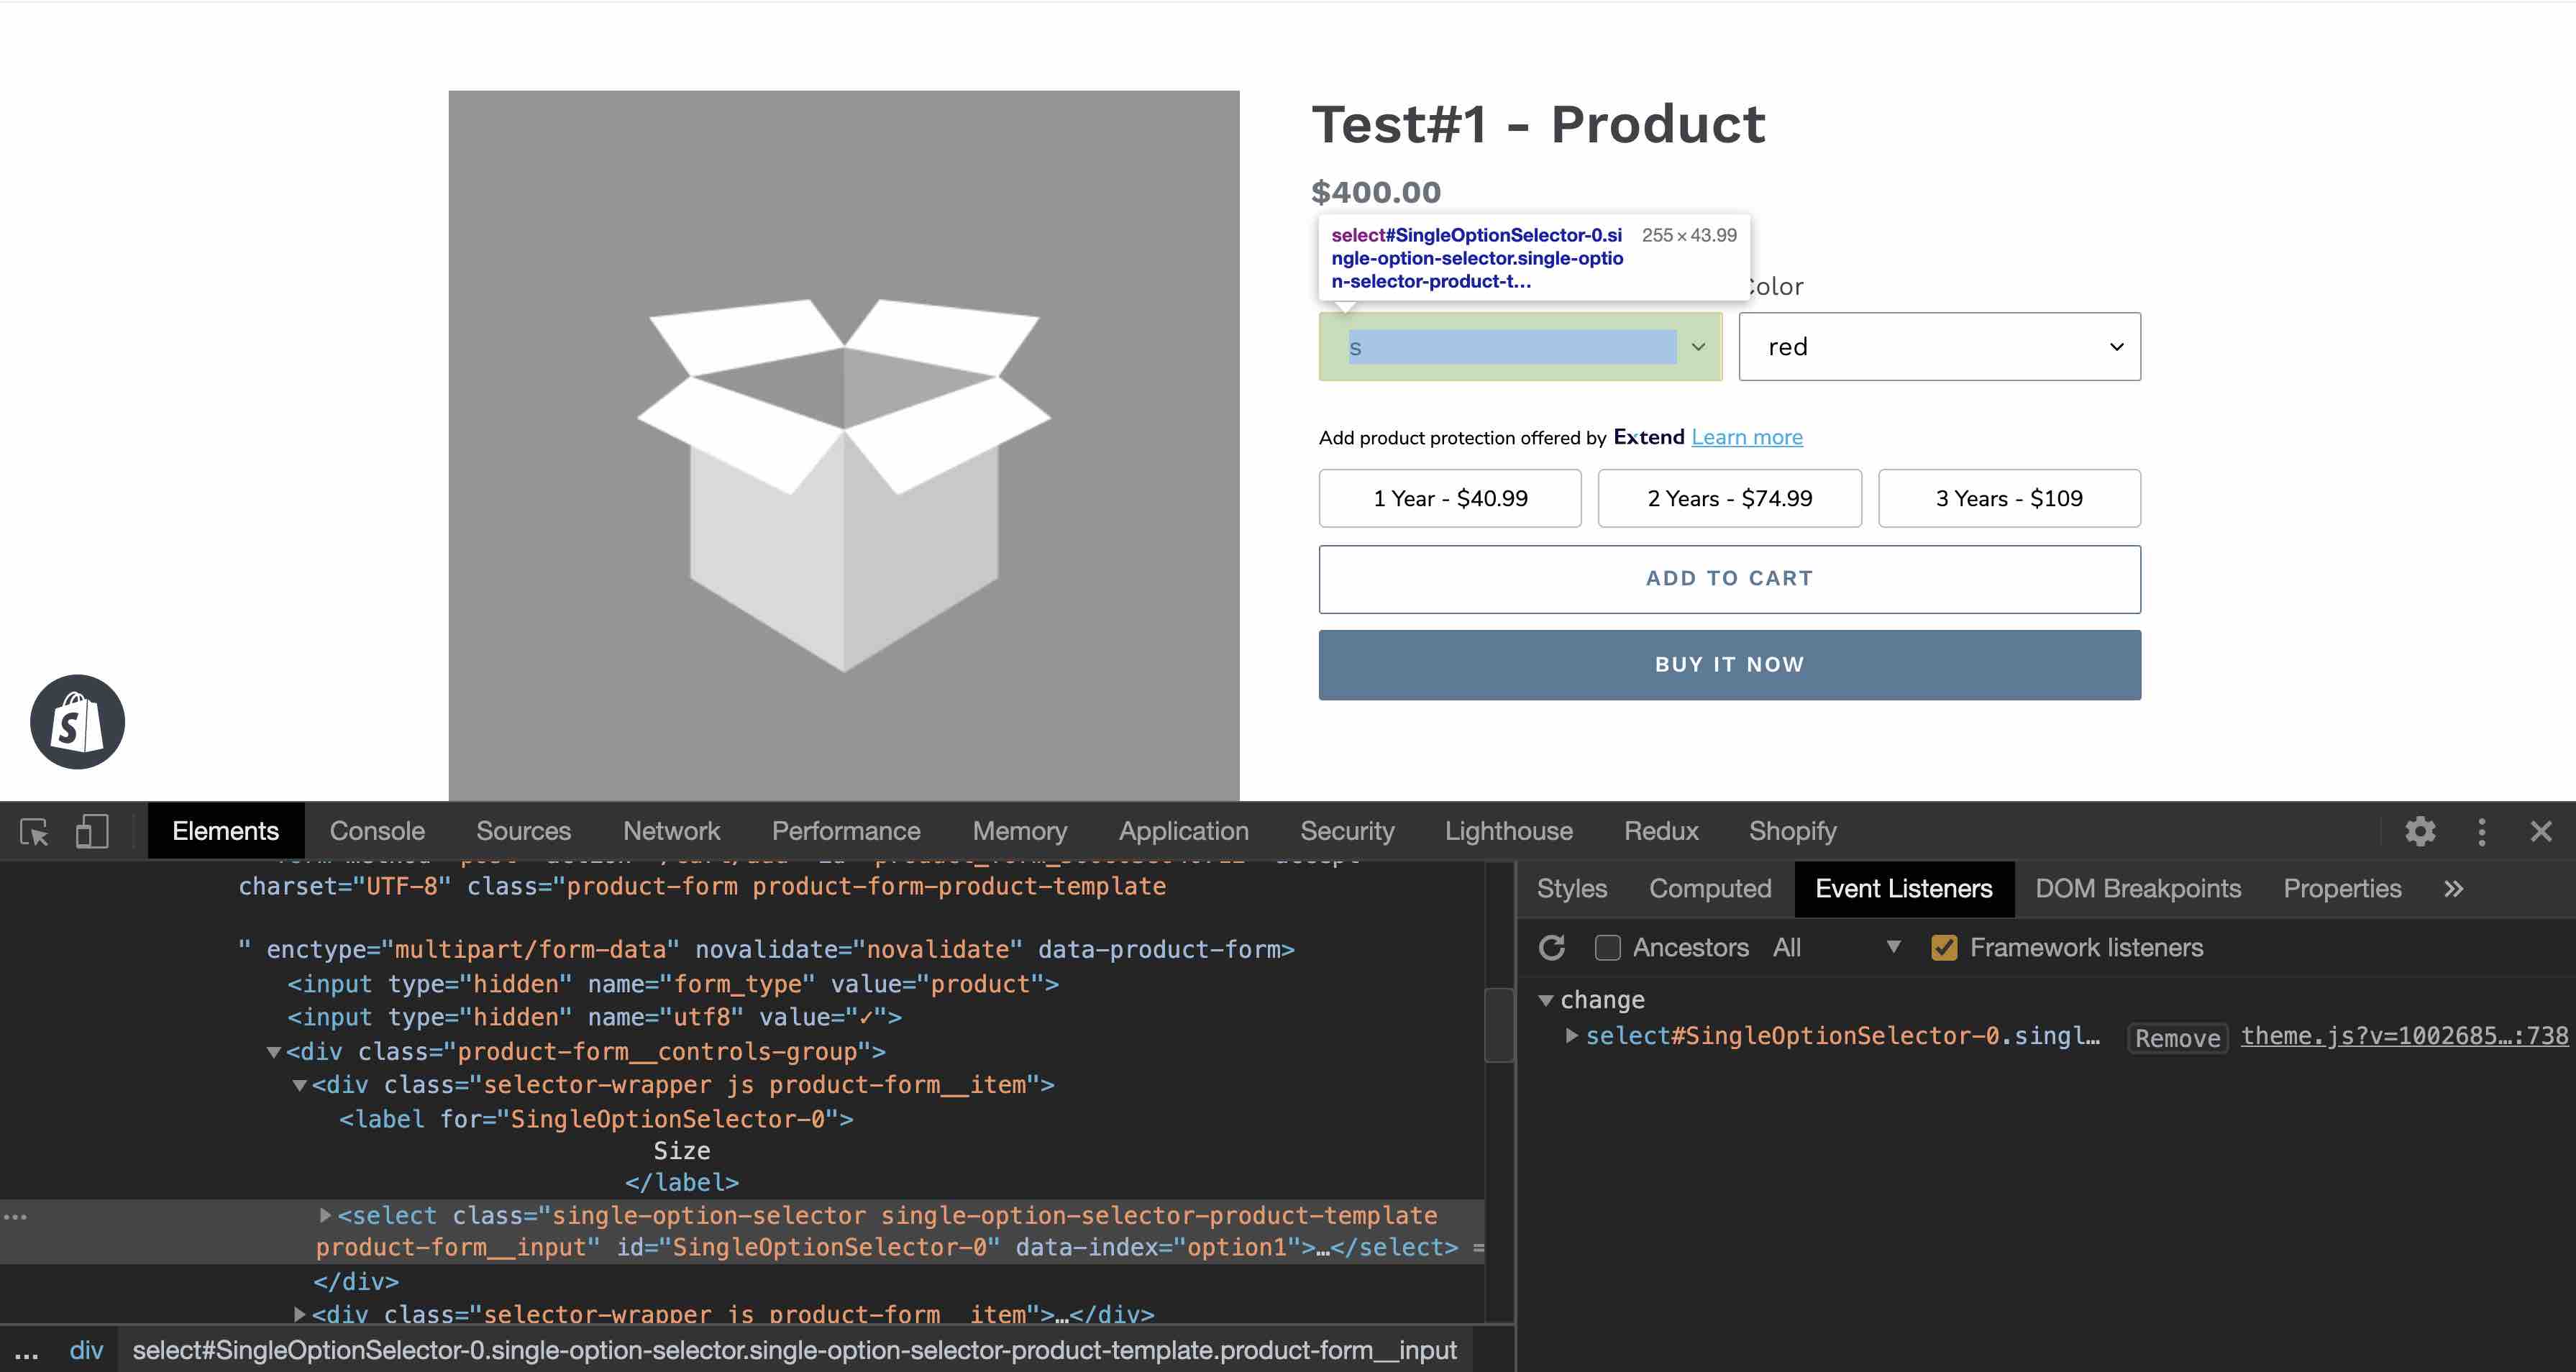 Test#1 - Product
$400.00
select#SingleOptionSelector-0.si 255 × 43.99
ngle-option-selector.single-optio
n-selector-product-t...
Color
s
red
Add product protection offered by Extend Learn more
1 Year - $40.99
2 Years - $74.99
3 Years - $109
ADD TO CART
BUY IT NOW
Elements Console Sources Network Performance Memory Application Security Lighthouse Redux Shopify
charset="UTF-8" class="product-form product-form-product-template
" enctype="multipart/form-data" novalidate="novalidate" data-product-form>
<input type="hidden" name="form_type" value="product">
<input type="hidden" name="utf8" value="✓">
▼<div class="product-form__controls-group">
▼<div class="selector-wrapper js product-form__item">
<label for="SingleOptionSelector-0">
Size
</label>
… ▶<select class="single-option-selector single-option-selector-product-template
product-form__input" id="SingleOptionSelector-0" data-index="option1">…</select> =
</div>
▶<div class="selector-wrapper js product-form__item">…</div>
... div select#SingleOptionSelector-0.single-option-selector.single-option-selector-product-template.product-form__input
Styles Computed Event Listeners DOM Breakpoints Properties »
Ancestors All ▼ Framework listeners
▼change
▶select#SingleOptionSelector-0.singl… Remove theme.js?v=1002685…:738